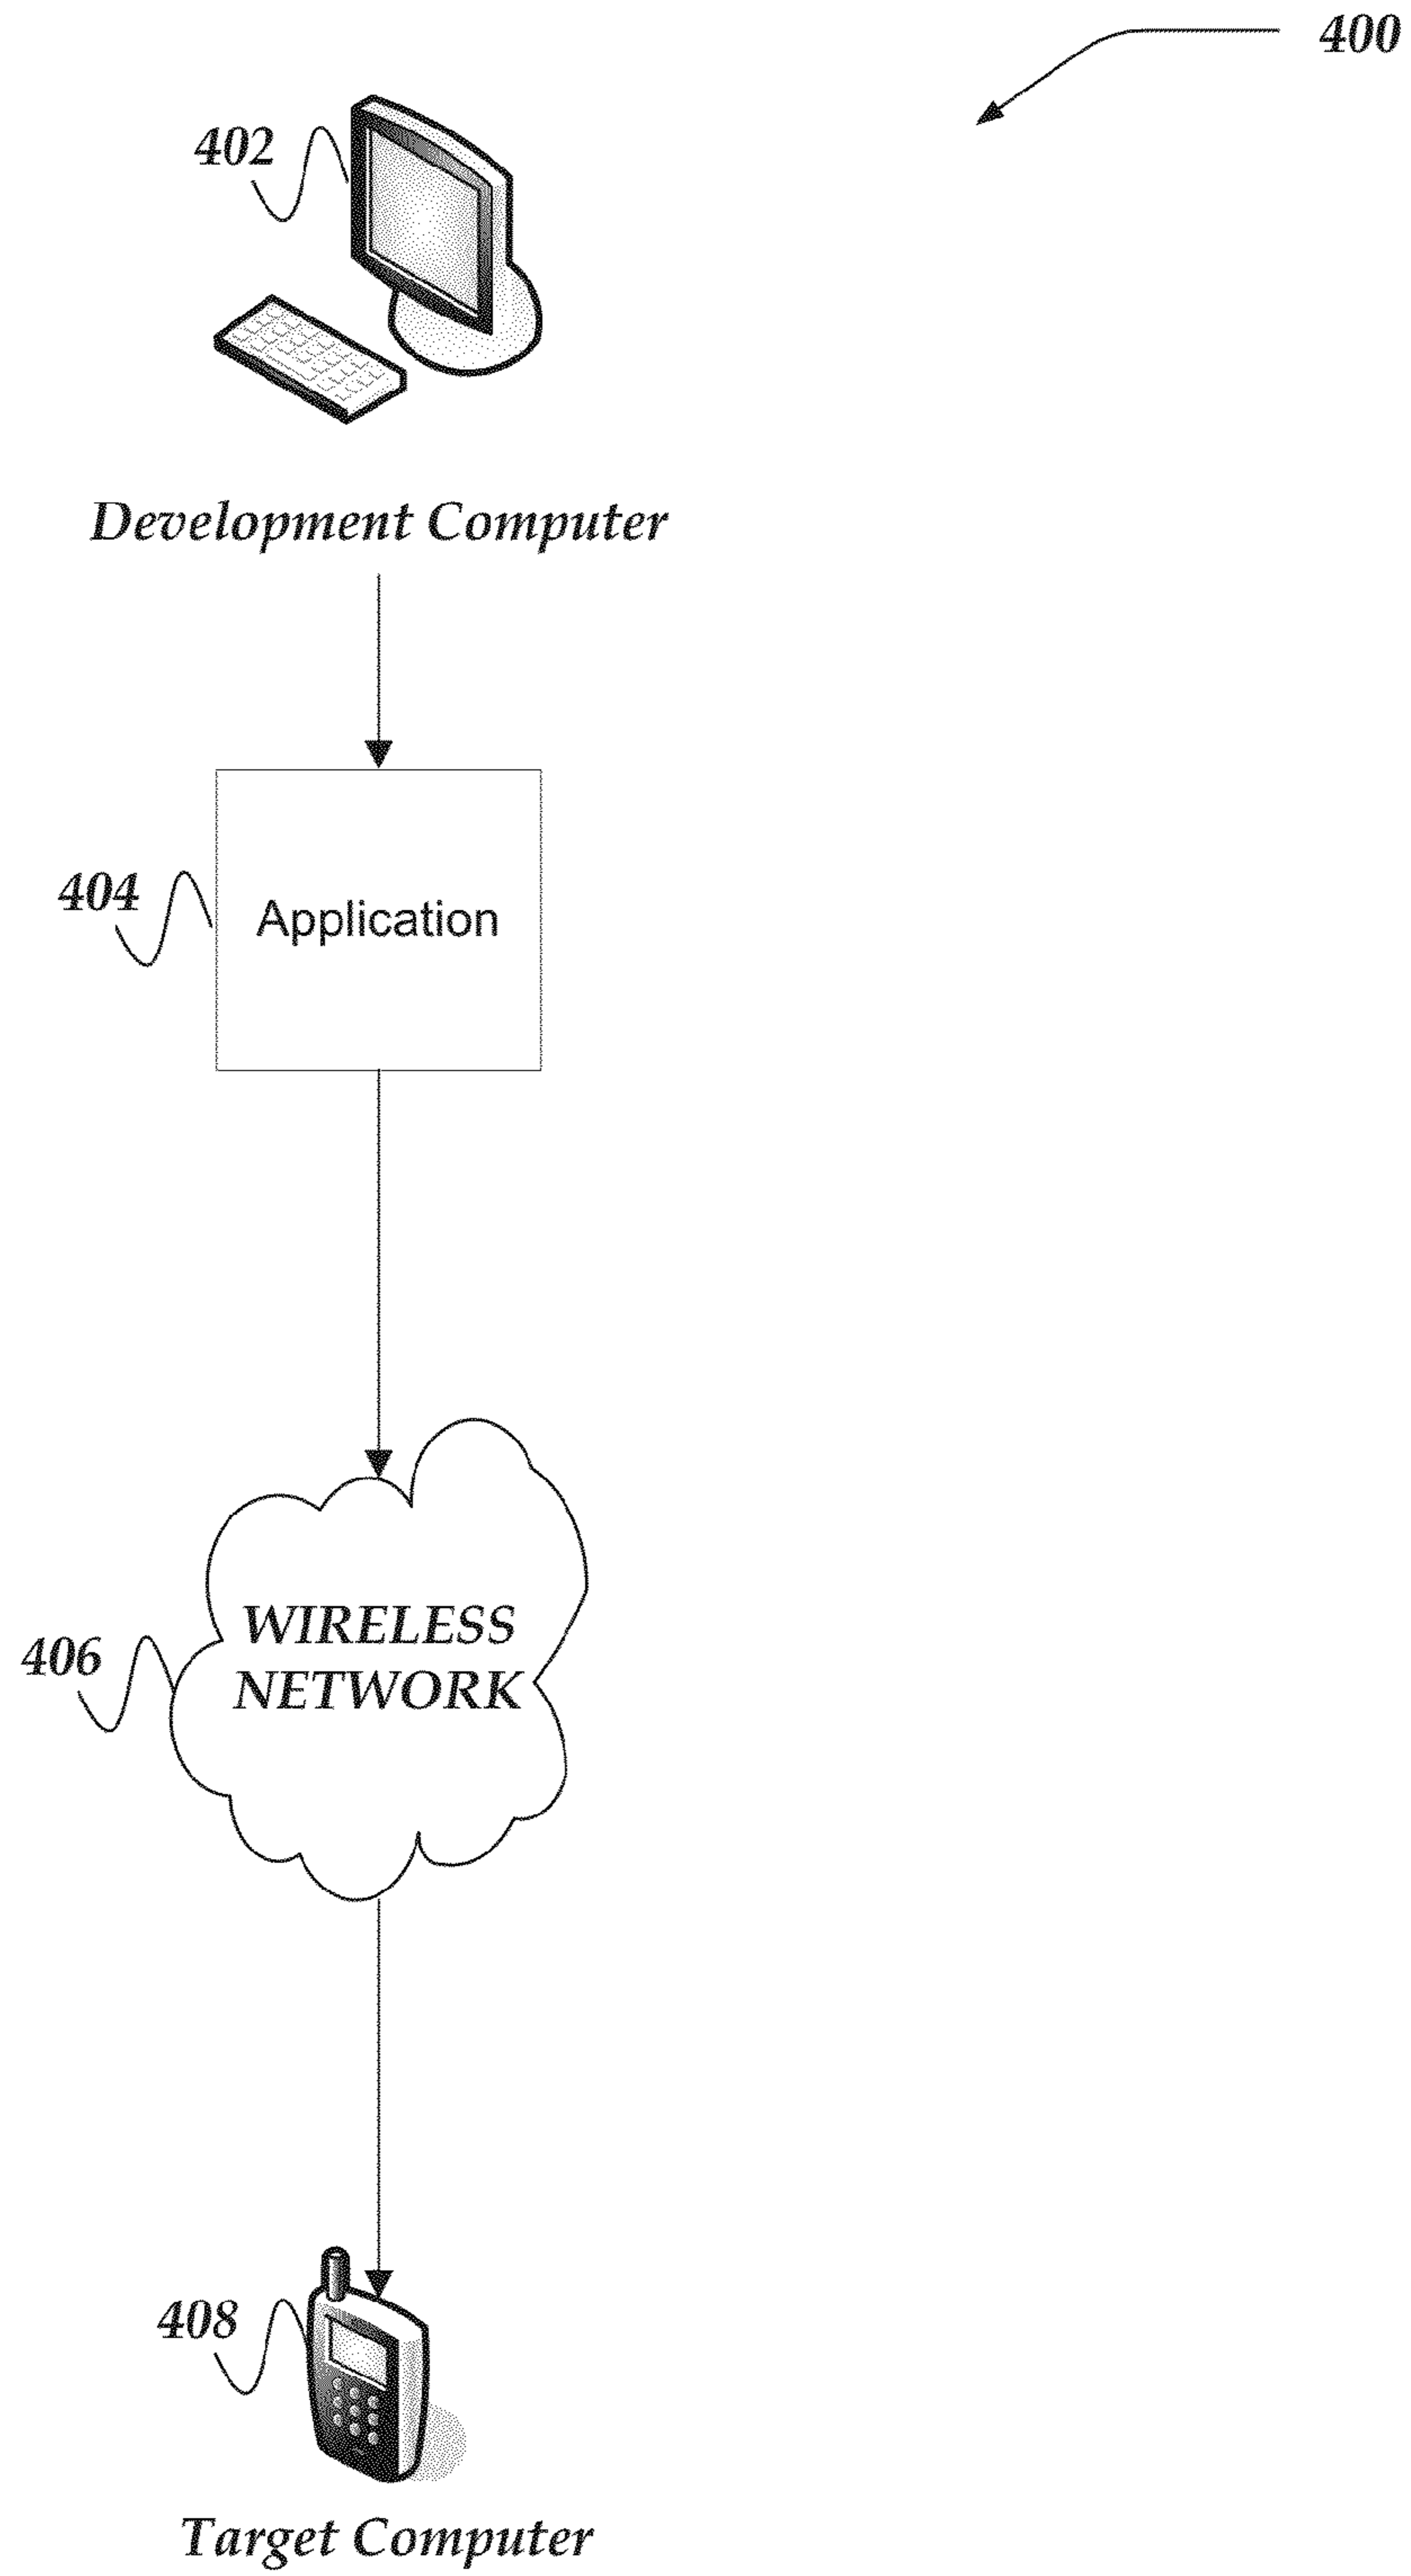 400
402
Development Computer
404
Application
406
WIRELESS
NETWORK
408
Target Computer